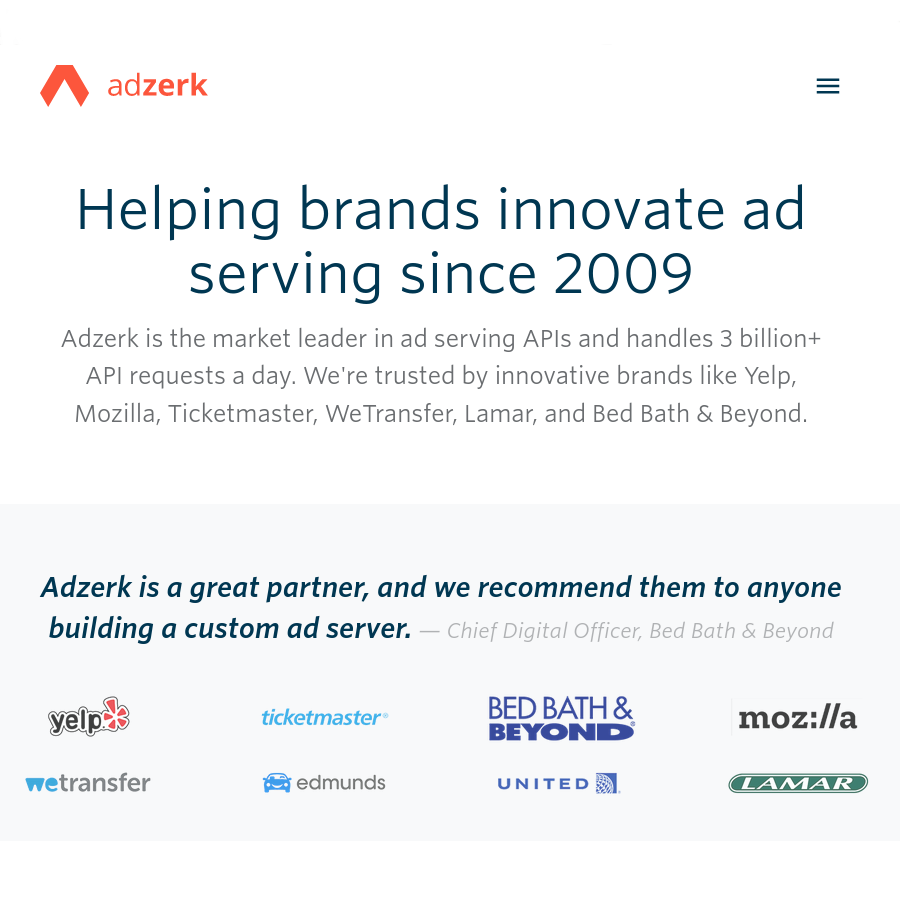 adzerk
Helping brands innovate ad
serving since 2009
Adzerk is the market leader in ad serving APIs and handles 3 billion+
API requests a day. We're trusted by innovative brands like Yelp,
Mozilla, Ticketmaster, WeTransfer, Lamar, and Bed Bath & Beyond.
Adzerk is a great partner, and we recommend them to anyone
building a custom ad server. — Chief Digital Officer, Bed Bath & Beyond
yelp
ticketmaster®
BED BATH &
BEYOND®
moz://a
wetransfer
edmunds
UNITED
LAMAR